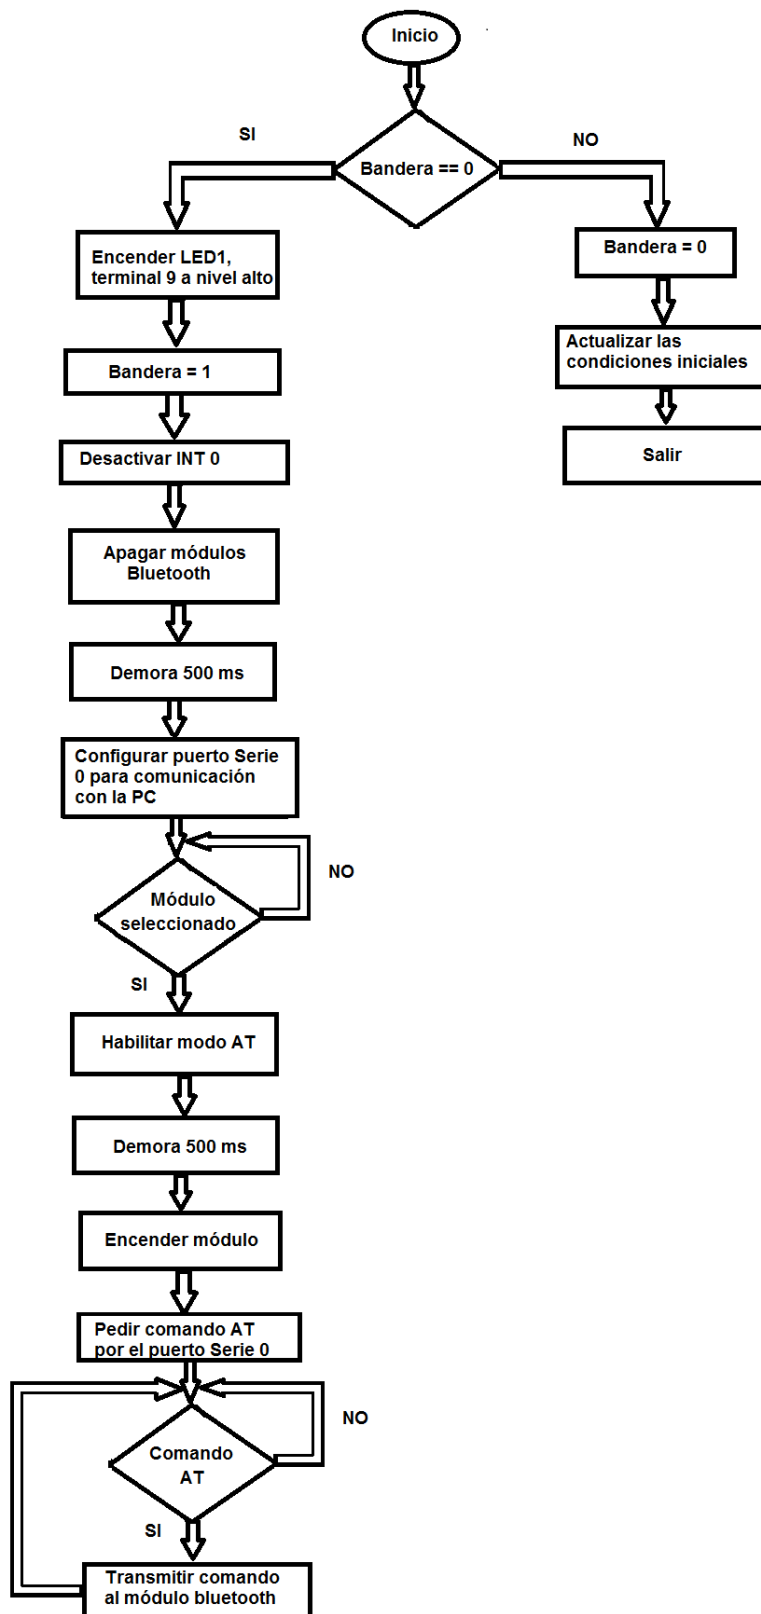 Inicio
SI
NO
Bandera == 0
Encender LED1,
terminal 9 a nivel alto
Bandera = 0
Actualizar las
condiciones iniciales
Bandera = 1
Salir
Desactivar INT 0
Apagar módulos
Bluetooth
Demora 500 ms
Configurar puerto Serie
0 para comunicación
con la PC
NO
Módulo
seleccionado
SI
Habilitar modo AT
Demora 500 ms
Encender módulo
Pedir comando AT
por el puerto Serie 0
NO
Comando
AT
SI
Transmitir comando
al módulo bluetooth